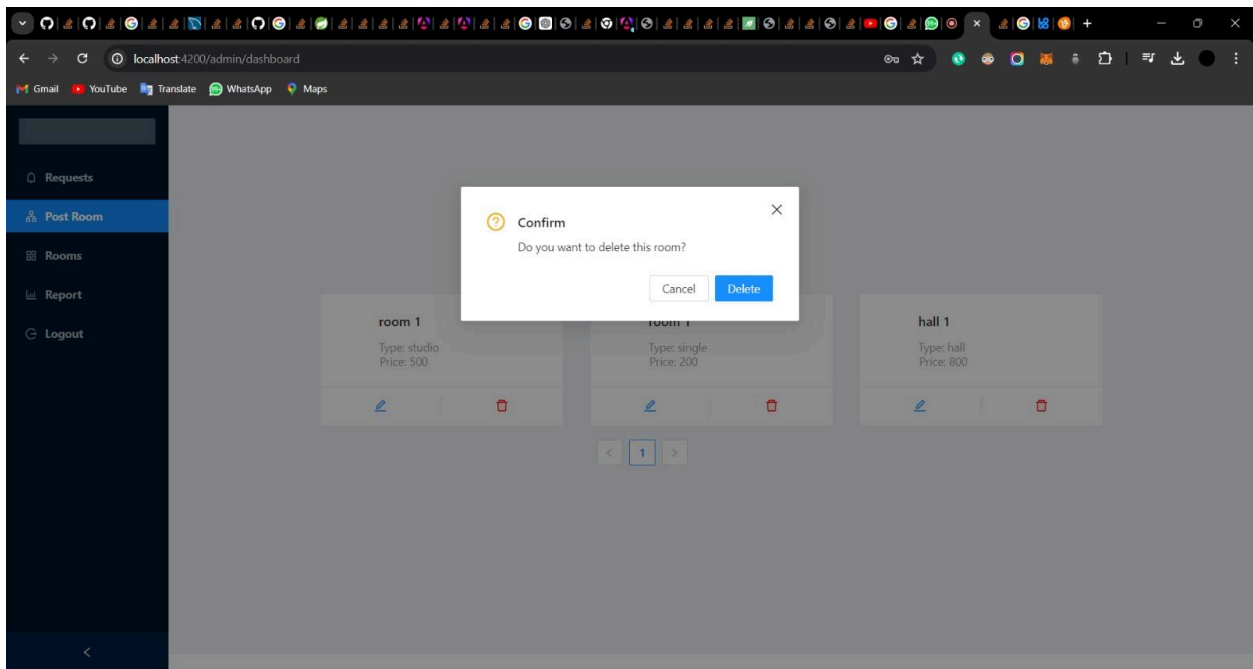 localhost:4200/admin/dashboard
Gmail YouTube Translate WhatsApp Maps
Requests
Post Room
Rooms
Report
Logout
Confirm
Do you want to delete this room?
Cancel Delete
room 1
Type: studio
Price: 500
room 1
Type: single
Price: 200
hall 1
Type: hall
Price: 800
< 1 >